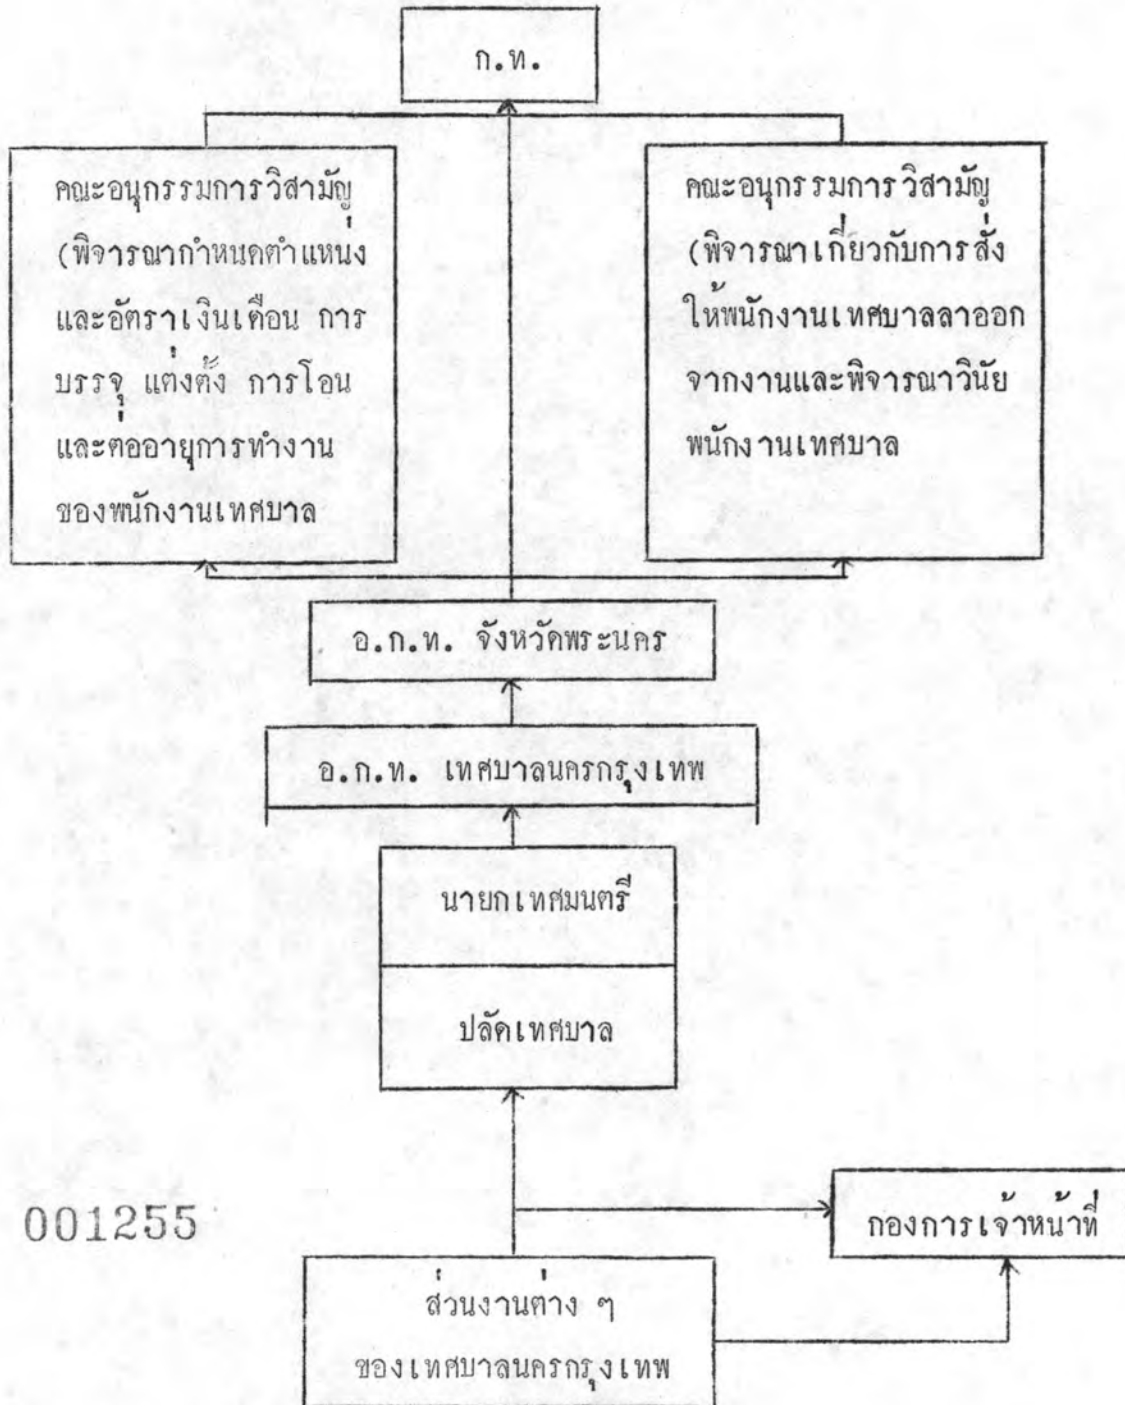 ก.ท.
คณะอนุกรรมการวิสามัญ
(พิจารณากำหนดตำแหน่ง
และอัตราเงินเดือน การ
บรรจุ แต่งตั้ง การโอน
และต่ออายุการทำงาน
ของพนักงานเทศบาล
คณะอนุกรรมการวิสามัญ
(พิจารณาเกี่ยวกับการสั่ง
ให้พนักงานเทศบาลลาออก
จากงานและพิจารณาวินัย
พนักงานเทศบาล
อ.ก.ท. จังหวัดพระนคร
อ.ก.ท. เทศบาลนครกรุงเทพ
นายกเทศมนตรี
ปลัดเทศบาล
กองการเจ้าหน้าที่
001255
ส่วนงานต่าง ๆ
ของเทศบาลนครกรุงเทพ